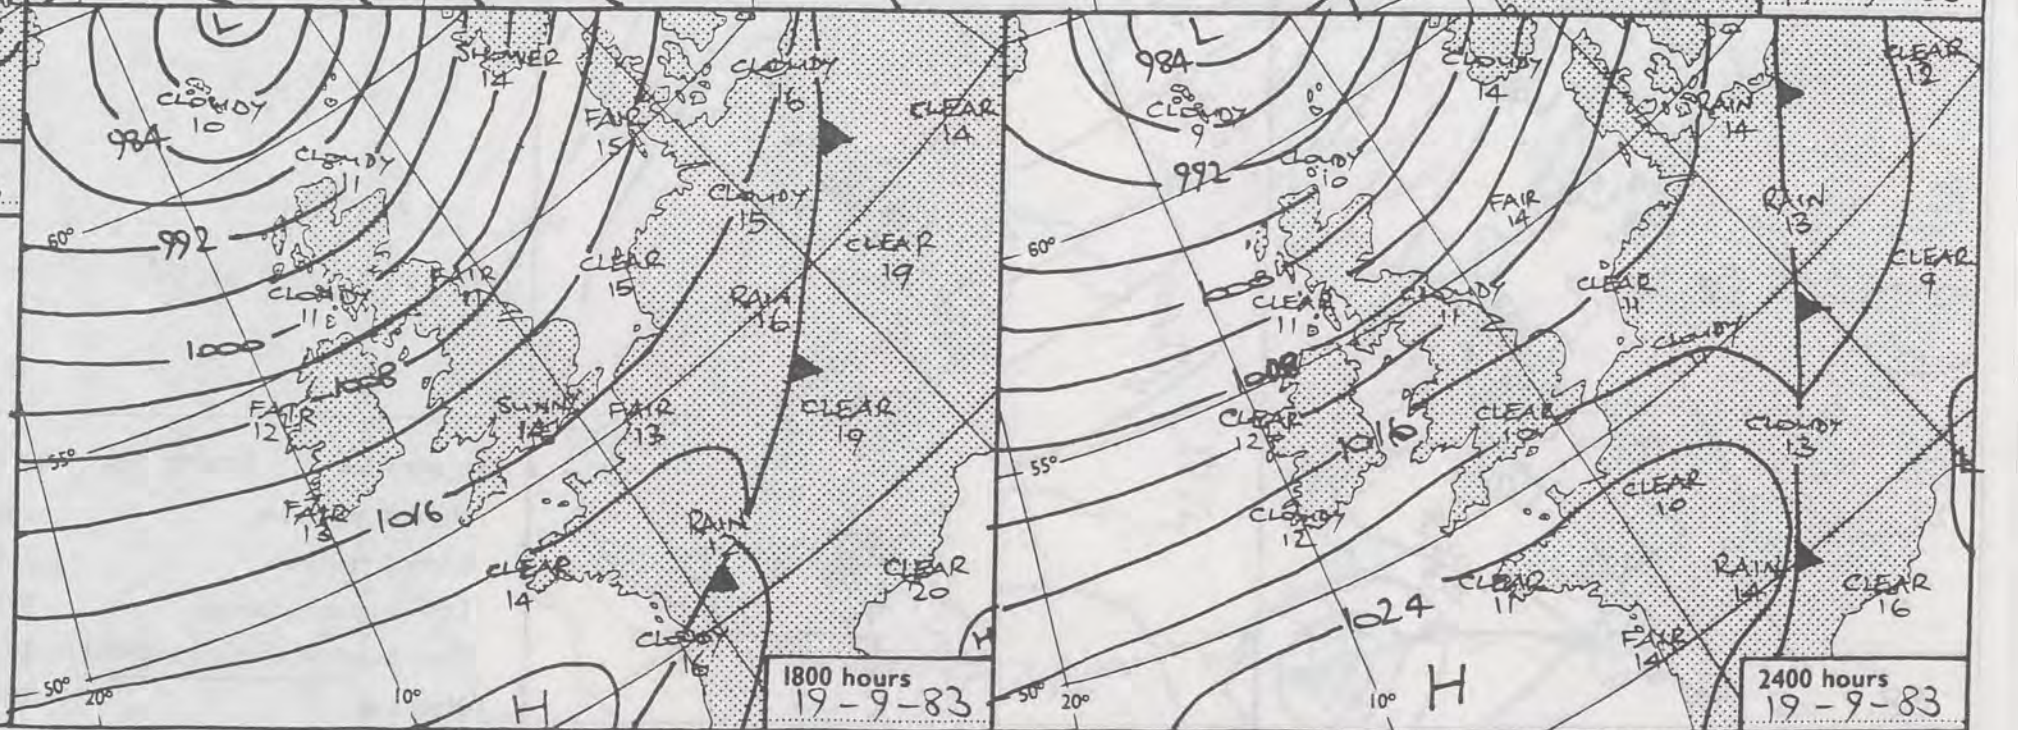 L
SHOWER
14
CLOUDY
16
CLOUDY
10
CLEAR
14
FAIR
15
984
CLOUDY
11
CLOUDY
15
60°
992
CLEAR
19
CLEAR
15
FAIR
11
CLOUDY
11
RAIN
16
1000
1008
FAIR
12
SUNNY
14
FAIR
13
CLEAR
19
55°
FAIR
13
1016
RAIN
CLEAR
14
CLEAR
20
CLOUDY
16
H
50°
20°
10°
H
1800 hours
19-9-83
L
984
CLOUDY
14
CLEAR
12
CLOUDY
9
RAIN
14
CLOUDY
10
992
FAIR
14
RAIN
13
60°
CLEAR
9
CLEAR
11
CLOUDY
11
CLEAR
11
CLOUDY
1008
CLEAR
12
CLEAR
10
CLOUDY
13
1016
55°
CLEAR
10
CLOUDY
12
RAIN
14
CLEAR
11
CLEAR
16
1024
FAIR
14
H
50°
20°
10°
2400 hours
19-9-83